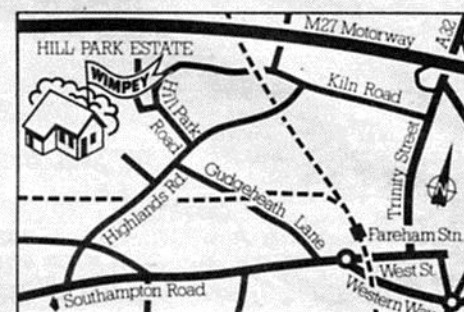 M27 Motorway
A32
HILL PARK ESTATE
WIMPEY
Hill Park
Road
Kiln Road
Trinity Street
N
Gudgeheath Lane
Highlands Rd.
Fareham Stn.
West St.
Southampton Road
Western Way